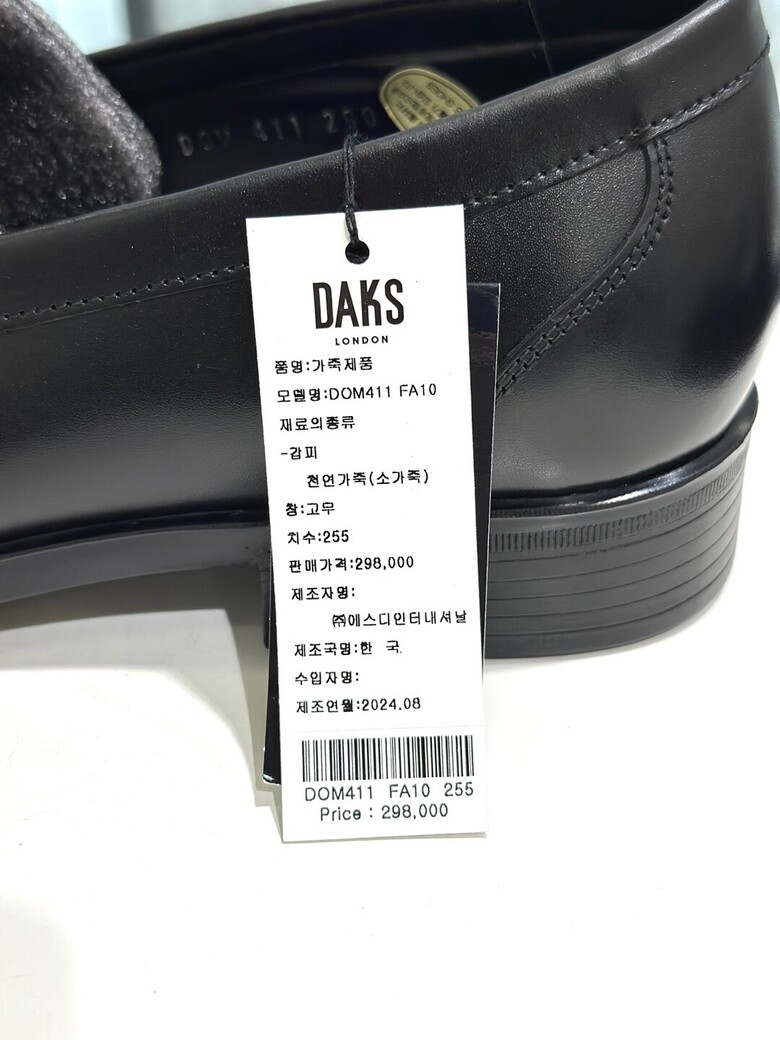 DOM 411
DAKS
LONDON
품명:가죽제품
모델명:DOM411 FA10
재료의종류
-갑피
천연가죽(소가죽)
창:고무
치수:255
판매가격:298,000
제조자명:
㈜에스디인터내셔날
제조국명:한 국
수입자명:
제조연월:2024.08
DOM411 FA10 255
Price : 298,000